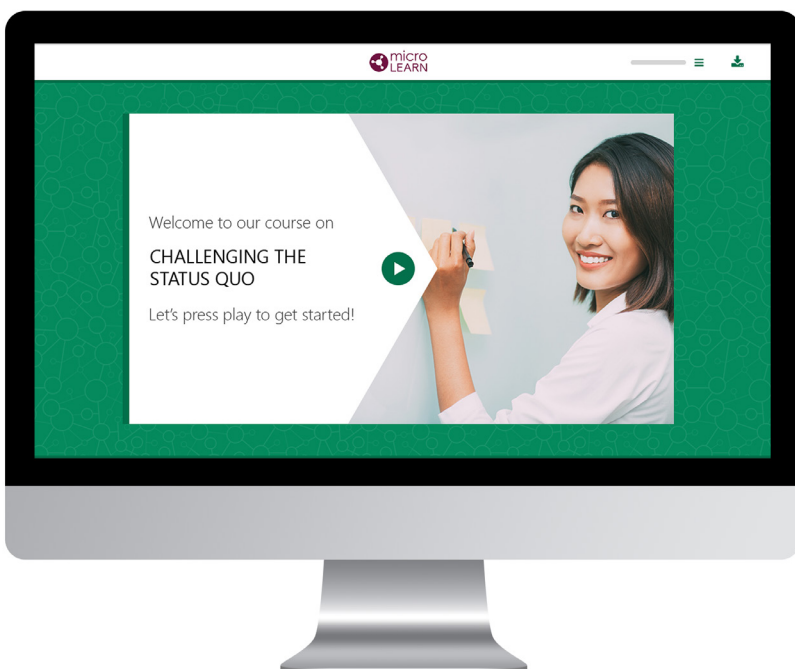 micro
LEARN
Welcome to our course on
CHALLENGING THE
STATUS QUO
Let's press play to get started!